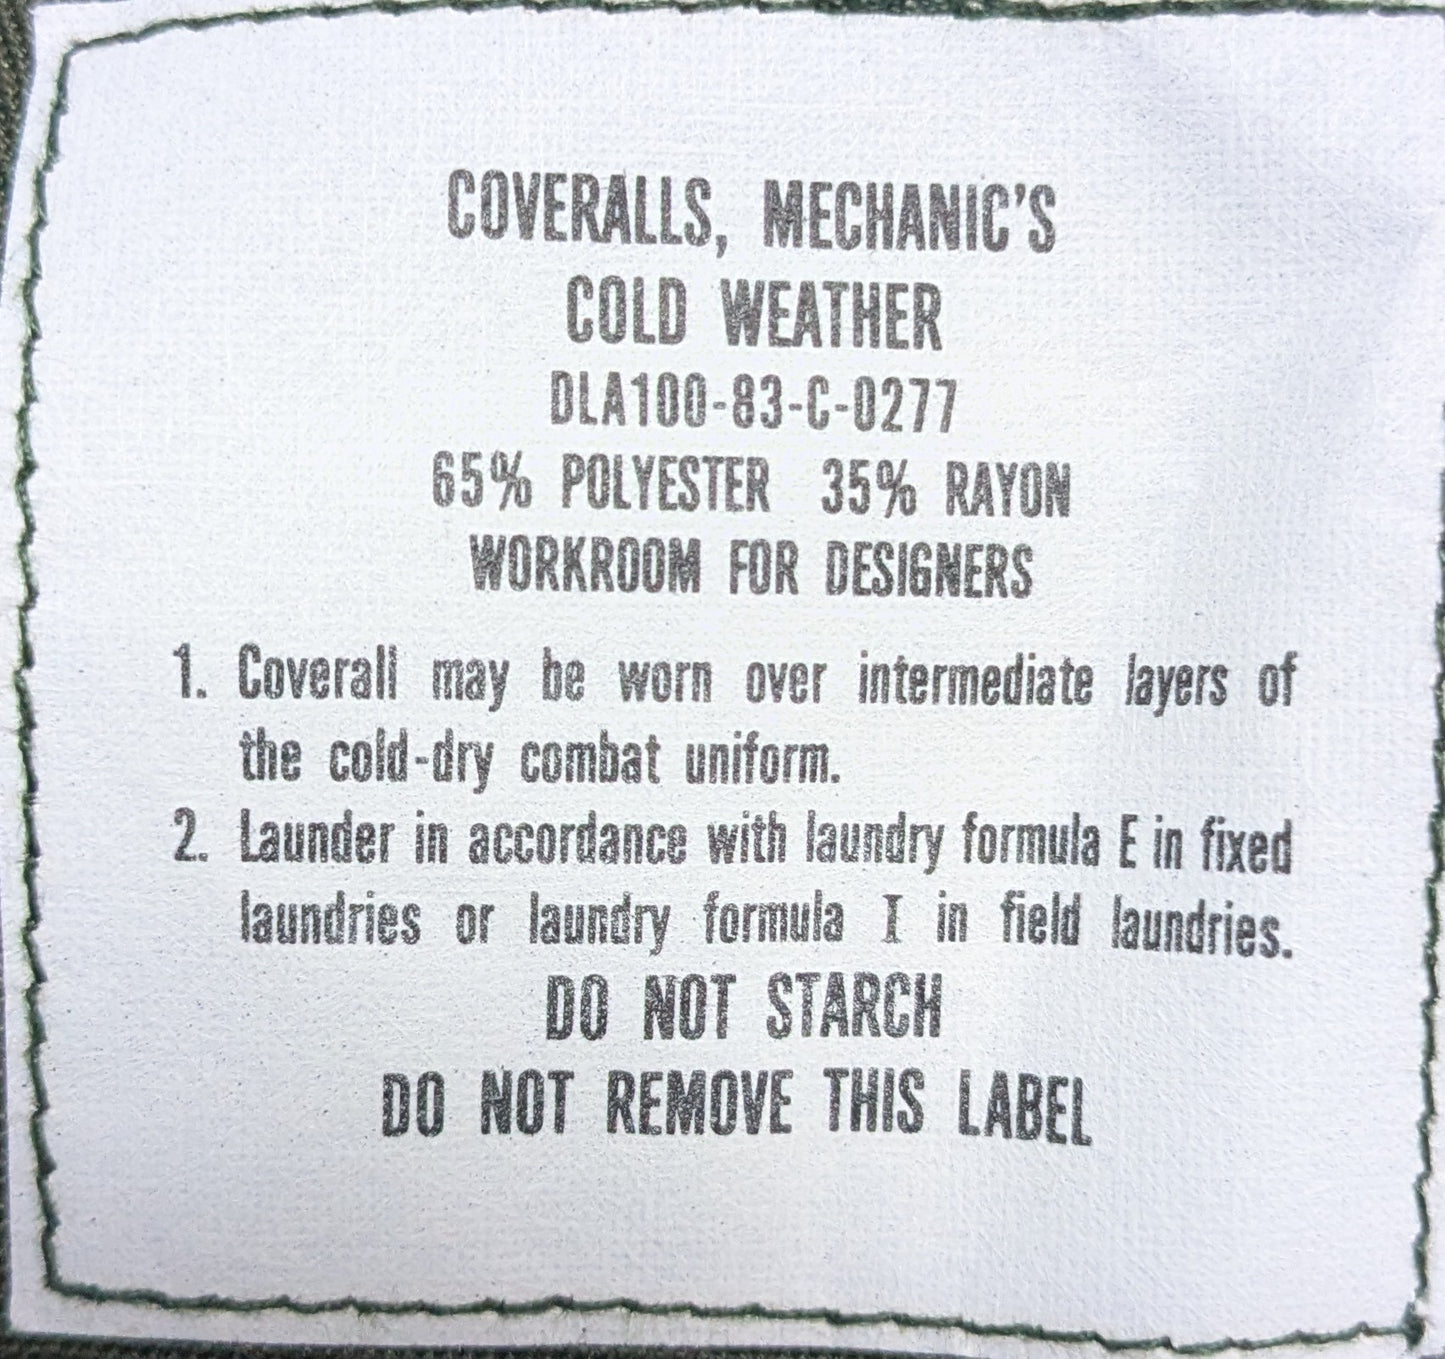 COVERALLS, MECHANIC'S
COLD WEATHER
DLA100-83-C-0277
65% POLYESTER 35% RAYON
WORKROOM FOR DESIGNERS
1. Coverall may be worn over intermediate layers of
the cold-dry combat uniform.
2. Launder in accordance with laundry formula E in fixed
laundries or laundry formula I in field laundries.
DO NOT STARCH
DO NOT REMOVE THIS LABEL